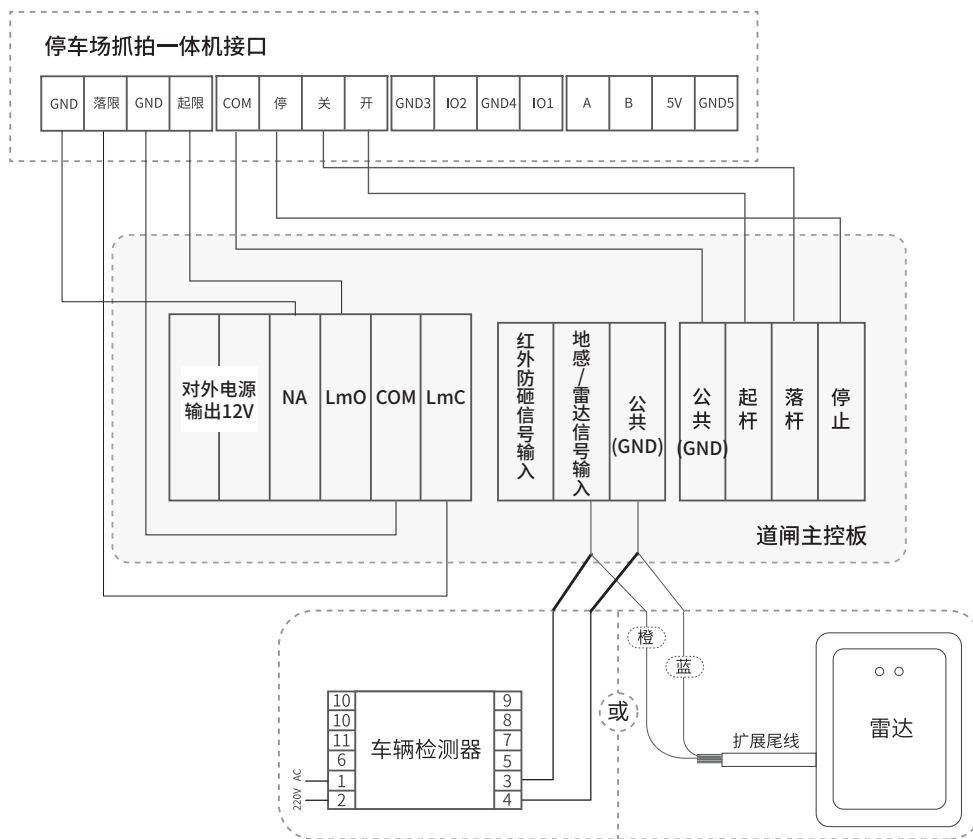 停车场抓拍一体机接口
GND 落限 GND 起限 COM 停 关 开 GND3 IO2 GND4 IO1 A B 5V GND5
对外电源
输出12V
NA LmO COM LmC
红外防砸信号输入
地感/雷达信号输入
公共
(GND)
公共
(GND)
起杆
落杆
停止
道闸主控板
橙
蓝
或
10
10
11
6
1
2
车辆检测器
9
8
7
5
3
4
220V AC
扩展尾线
雷达